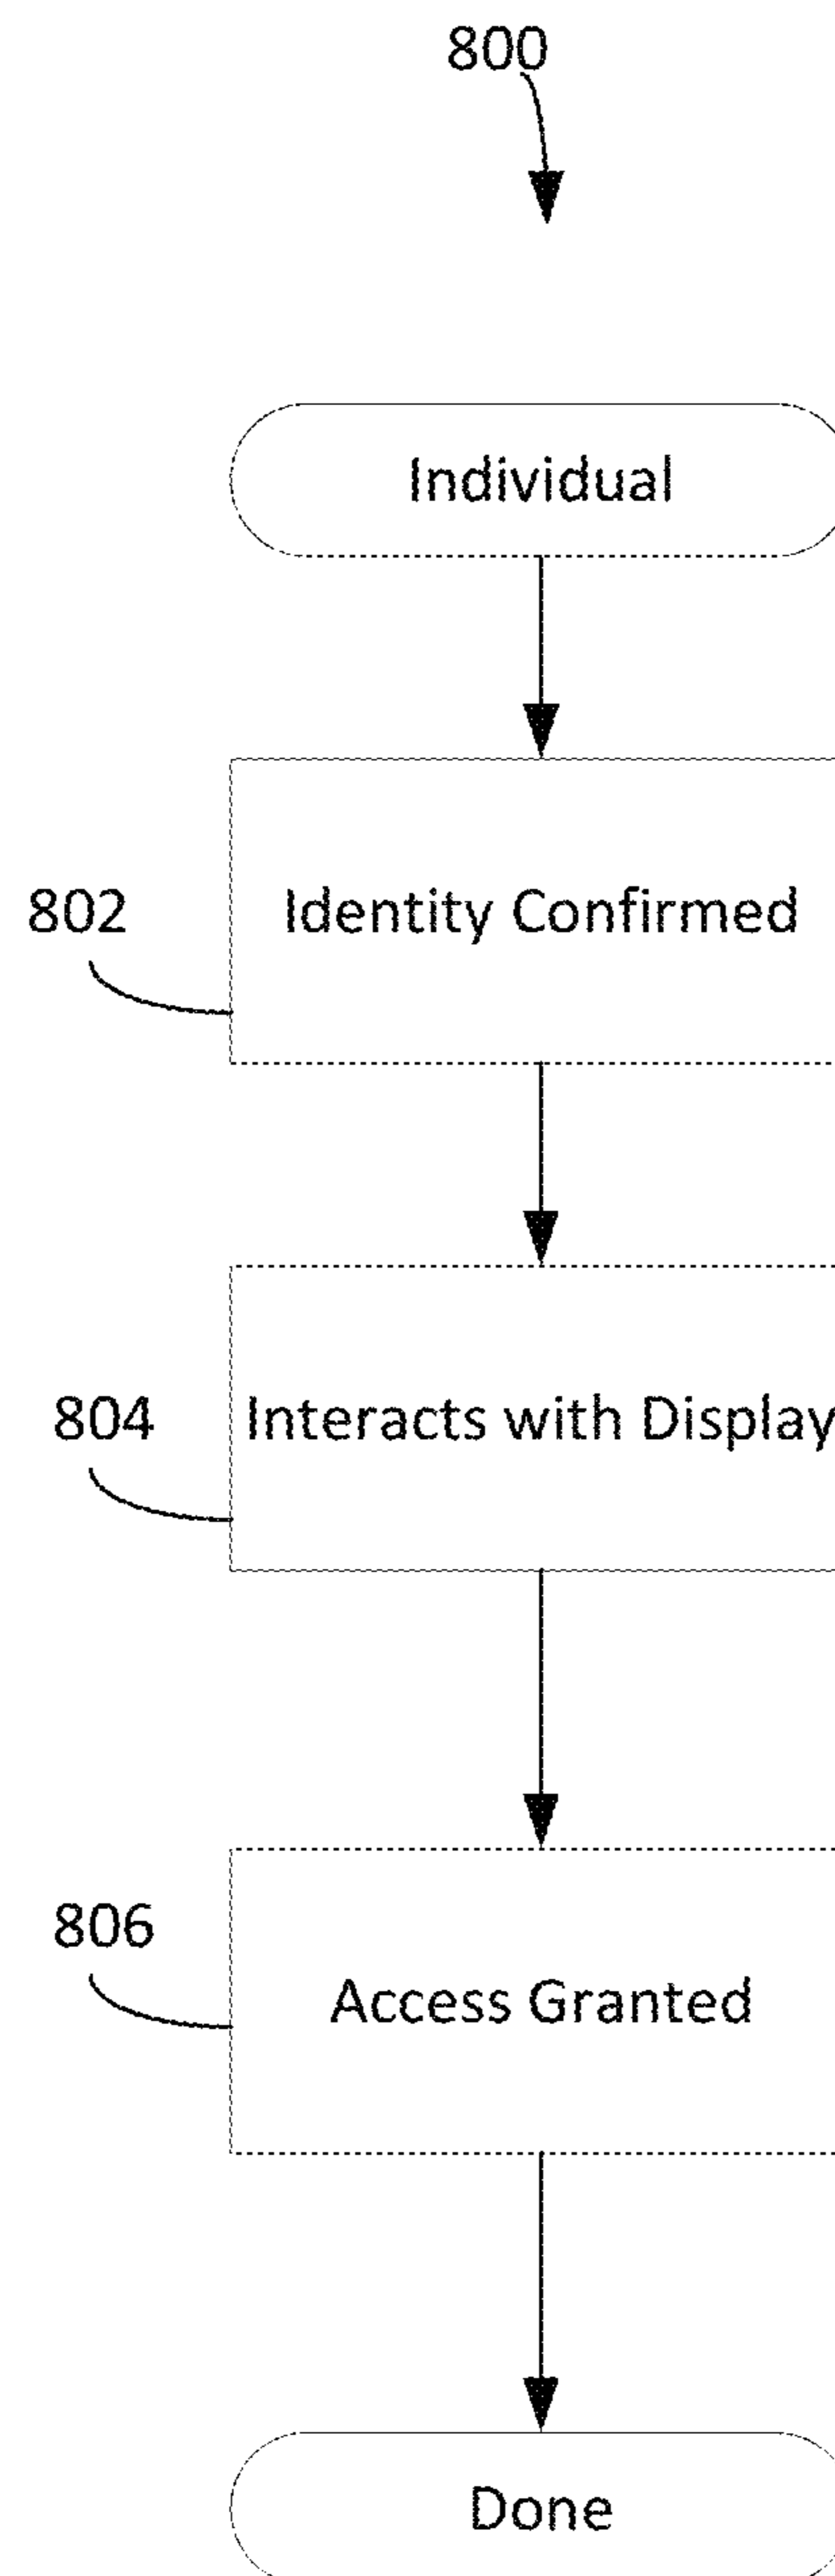 800
Individual
802
Identity Confirmed
804
Interacts with Display
806
Access Granted
Done